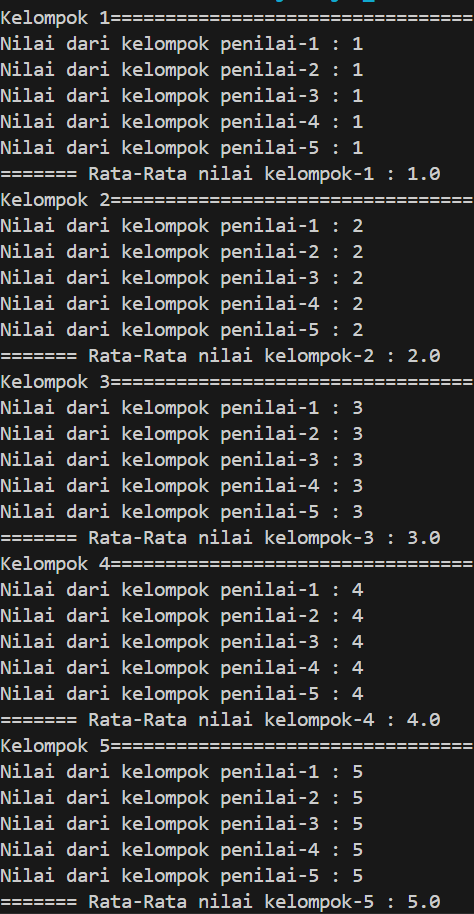 Kelompok 1=================================
Nilai dari kelompok penilai-1 : 1
Nilai dari kelompok penilai-2 : 1
Nilai dari kelompok penilai-3 : 1
Nilai dari kelompok penilai-4 : 1
Nilai dari kelompok penilai-5 : 1
======= Rata-Rata nilai kelompok-1 : 1.0
Kelompok 2=================================
Nilai dari kelompok penilai-1 : 2
Nilai dari kelompok penilai-2 : 2
Nilai dari kelompok penilai-3 : 2
Nilai dari kelompok penilai-4 : 2
Nilai dari kelompok penilai-5 : 2
======= Rata-Rata nilai kelompok-2 : 2.0
Kelompok 3=================================
Nilai dari kelompok penilai-1 : 3
Nilai dari kelompok penilai-2 : 3
Nilai dari kelompok penilai-3 : 3
Nilai dari kelompok penilai-4 : 3
Nilai dari kelompok penilai-5 : 3
======= Rata-Rata nilai kelompok-3 : 3.0
Kelompok 4=================================
Nilai dari kelompok penilai-1 : 4
Nilai dari kelompok penilai-2 : 4
Nilai dari kelompok penilai-3 : 4
Nilai dari kelompok penilai-4 : 4
Nilai dari kelompok penilai-5 : 4
======= Rata-Rata nilai kelompok-4 : 4.0
Kelompok 5=================================
Nilai dari kelompok penilai-1 : 5
Nilai dari kelompok penilai-2 : 5
Nilai dari kelompok penilai-3 : 5
Nilai dari kelompok penilai-4 : 5
Nilai dari kelompok penilai-5 : 5
======= Rata-Rata nilai kelompok-5 : 5.0